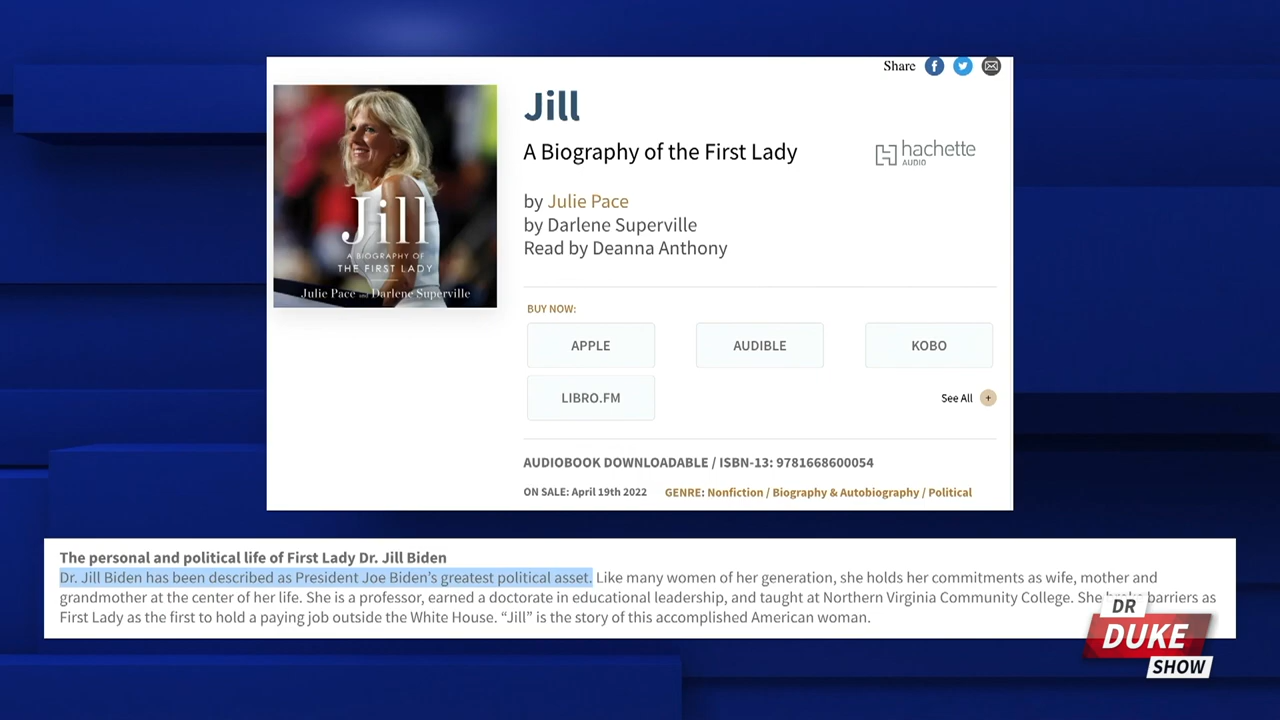 Share
Jill
A Biography of the First Lady
hachette
AUDIO
by Julie Pace
by Darlene Superville
Read by Deanna Anthony
Jill
A BIOGRAPHY OF
THE FIRST LADY
Julie Pace and Darlene Superville
BUY NOW:
APPLE
AUDIBLE
KOBO
LIBRO.FM
See All +
AUDIOBOOK DOWNLOADABLE / ISBN-13: 9781668600054
ON SALE: April 19th 2022 GENRE: Nonfiction / Biography & Autobiography / Political
The personal and political life of First Lady Dr. Jill Biden
Dr. Jill Biden has been described as President Joe Biden's greatest political asset. Like many women of her generation, she holds her commitments as wife, mother and
grandmother at the center of her life. She is a professor, earned a doctorate in educational leadership, and taught at Northern Virginia Community College. She broke barriers as
First Lady as the first to hold a paying job outside the White House. “Jill” is the story of this accomplished American woman.
DR
DUKE
SHOW